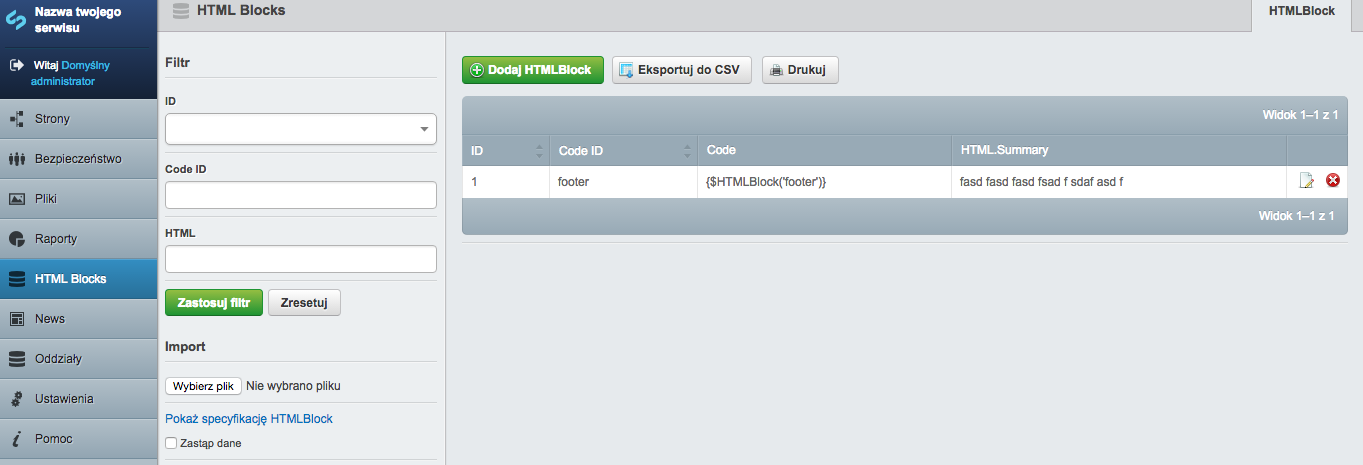 Nazwa twojego
serwisu
Witaj Domyślny
administrator
Strony
Bezpieczeństwo
Pliki
Raporty
HTML Blocks
News
Oddziały
Ustawienia
Pomoc
HTML Blocks
HTMLBlock
Filtr
ID
Code ID
HTML
Zastosuj filtr Zresetuj
Import
Wybierz plik Nie wybrano pliku
Pokaż specyfikację HTMLBlock
Zastąp dane
Dodaj HTMLBlock Eksportuj do CSV Drukuj
Widok 1–1 z 1
ID Code ID Code HTML.Summary
1 footer {$HTMLBlock('footer')} fasd fasd fasd fsad f sdaf asd f
Widok 1–1 z 1